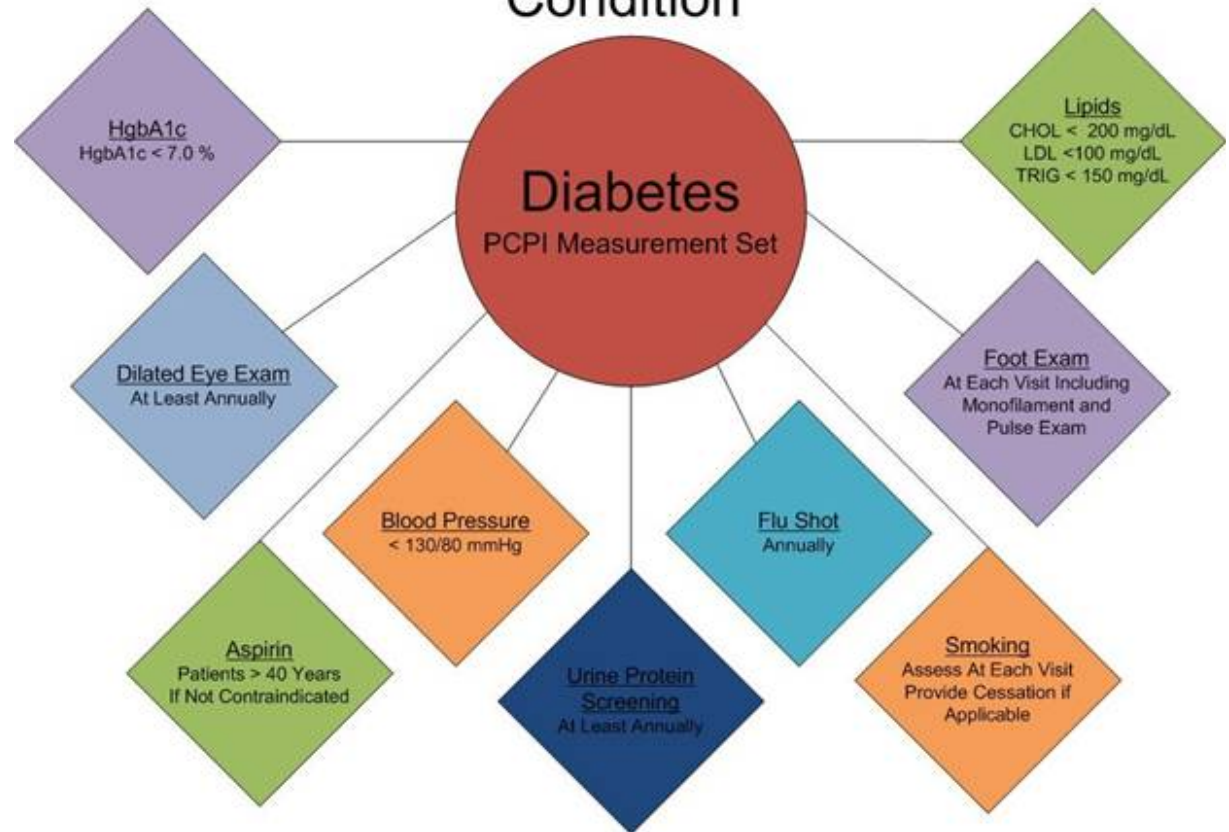 Condition
Diabetes
PCPI Measurement Set
HgbA1c
HgbA1c < 7.0 %
Lipids
CHOL < 200 mg/dL
LDL <100 mg/dL
TRIG < 150 mg/dL
Dilated Eye Exam
At Least Annually
Foot Exam
At Each Visit Including
Monofilament and
Pulse Exam
Blood Pressure
< 130/80 mmHg
Flu Shot
Annually
Aspirin
Patients > 40 Years
If Not Contraindicated
Urine Protein
Screening
At Least Annually
Smoking
Assess At Each Visit
Provide Cessation if
Applicable